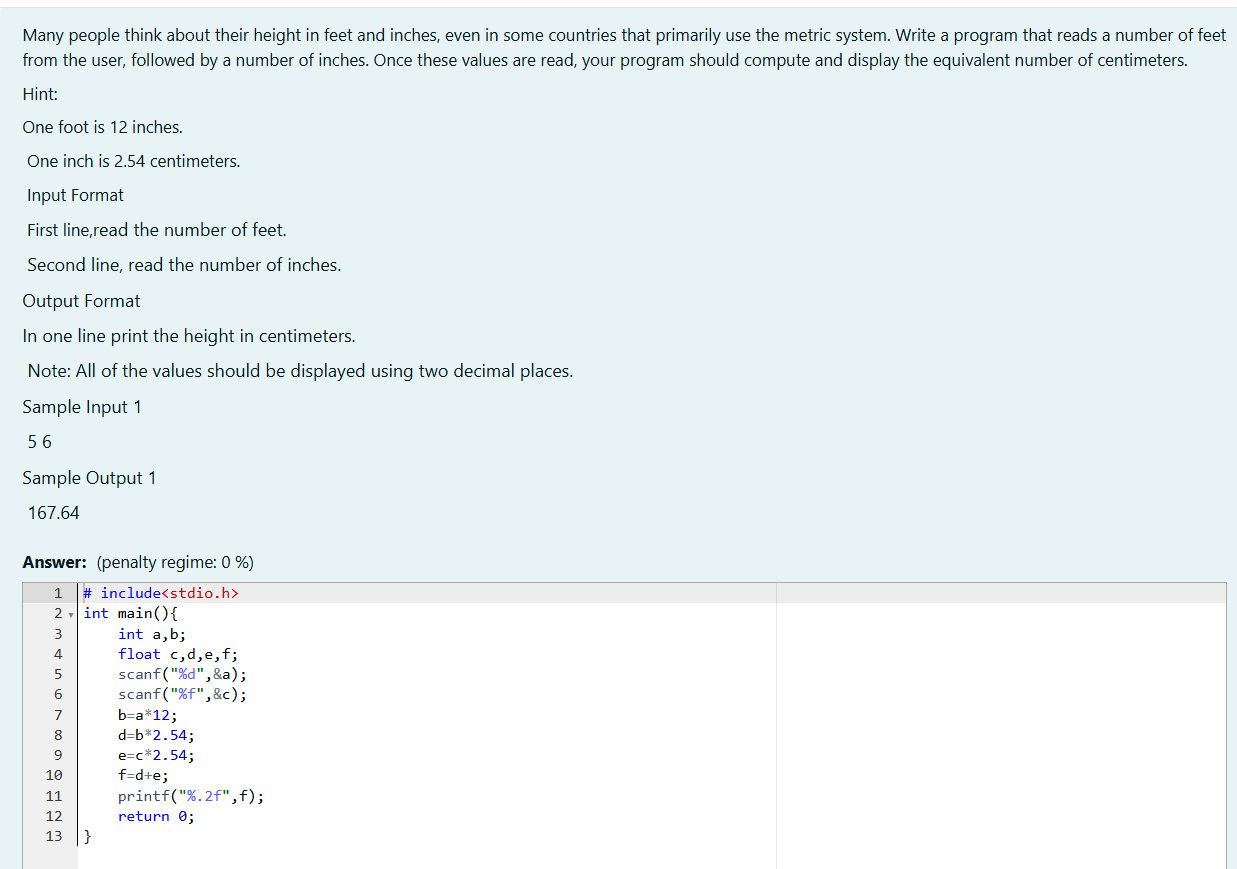 Many people think about their height in feet and inches, even in some countries that primarily use the metric system. Write a program that reads a number of feet
from the user, followed by a number of inches. Once these values are read, your program should compute and display the equivalent number of centimeters.
Hint:
One foot is 12 inches.
One inch is 2.54 centimeters.
Input Format
First line,read the number of feet.
Second line, read the number of inches.
Output Format
In one line print the height in centimeters.
Note: All of the values should be displayed using two decimal places.
Sample Input 1
5 6
Sample Output 1
167.64
Answer: (penalty regime: 0 %)
1 # include<stdio.h>
2 int main(){
3 int a,b;
4 float c,d,e,f;
5 scanf("%d",&a);
6 scanf("%f",&c);
7 b=a*12;
8 d=b*2.54;
9 e=c*2.54;
10 f=d+e;
11 printf("%.2f",f);
12 return 0;
13 }